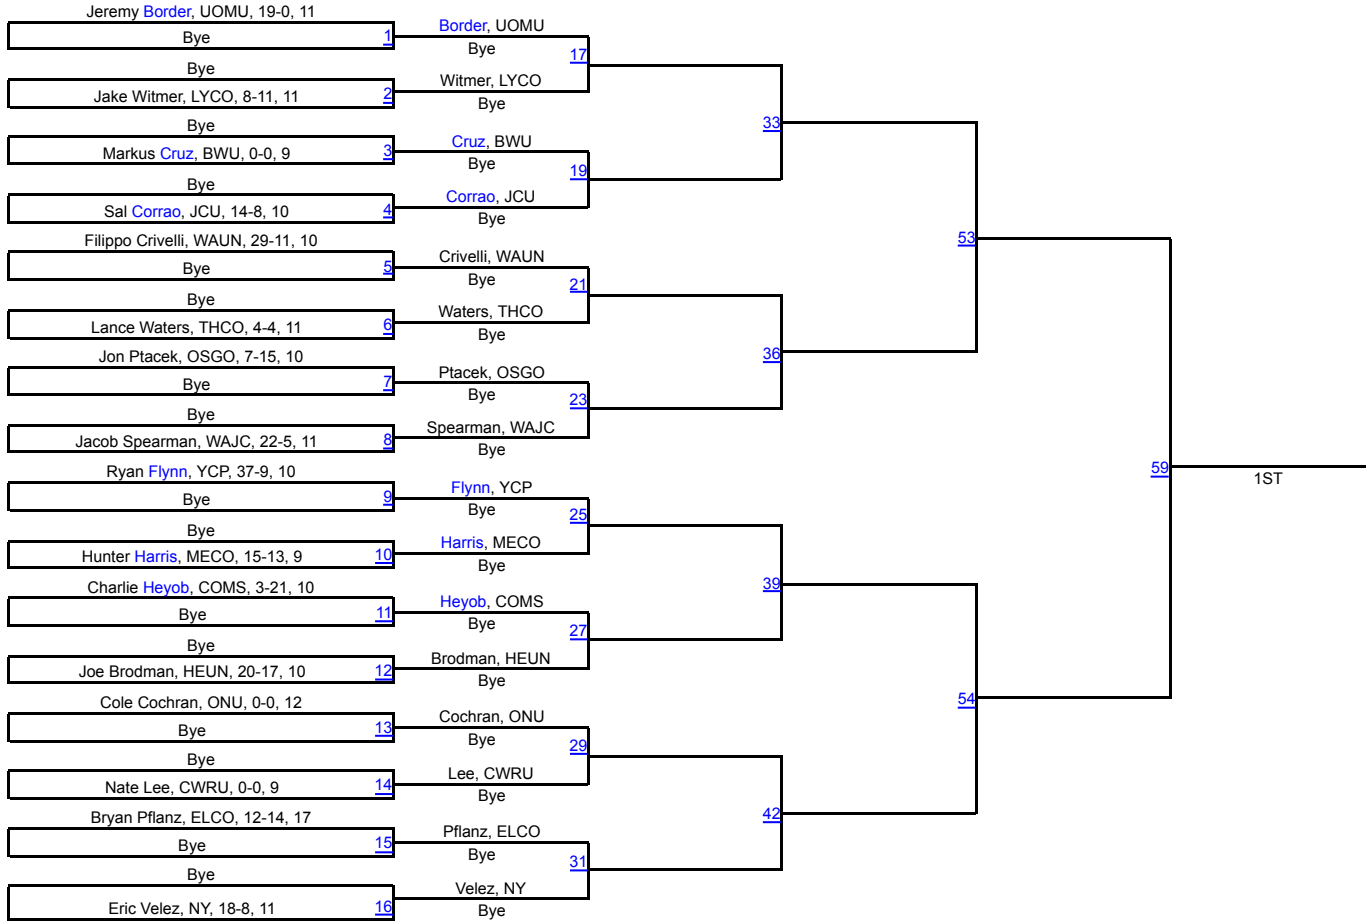 Jeremy Border, UOMU, 19-0, 11
Bye
1
Border, UOMU
Bye
17
Bye
Jake Witmer, LYCO, 8-11, 11
2
Witmer, LYCO
Bye
33
Bye
Markus Cruz, BWU, 0-0, 9
3
Cruz, BWU
Bye
19
Bye
Sal Corrao, JCU, 14-8, 10
4
Corrao, JCU
Bye
53
Filippo Crivelli, WAUN, 29-11, 10
Bye
5
Crivelli, WAUN
Bye
21
Bye
Lance Waters, THCO, 4-4, 11
6
Waters, THCO
Bye
36
Jon Ptacek, OSGO, 7-15, 10
Bye
7
Ptacek, OSGO
Bye
23
Bye
Jacob Spearman, WAJC, 22-5, 11
8
Spearman, WAJC
Bye
59
1ST
Ryan Flynn, YCP, 37-9, 10
Bye
9
Flynn, YCP
Bye
25
Bye
Hunter Harris, MECO, 15-13, 9
10
Harris, MECO
Bye
39
Charlie Heyob, COMS, 3-21, 10
Bye
11
Heyob, COMS
Bye
27
Bye
Joe Brodman, HEUN, 20-17, 10
12
Brodman, HEUN
Bye
54
Cole Cochran, ONU, 0-0, 12
Bye
13
Cochran, ONU
Bye
29
Bye
Nate Lee, CWRU, 0-0, 9
14
Lee, CWRU
Bye
42
Bryan Pflanz, ELCO, 12-14, 17
Bye
15
Pflanz, ELCO
Bye
31
Bye
Eric Velez, NY, 18-8, 11
16
Velez, NY
Bye